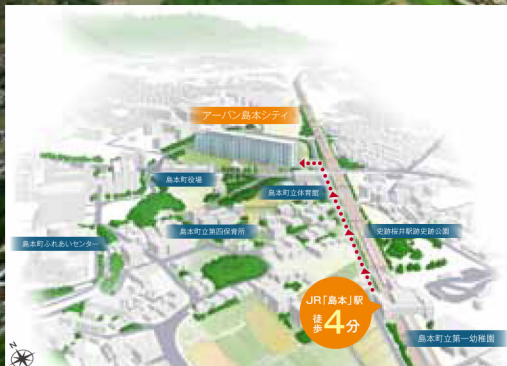 アーバン島本シティ
島本町役場
島本町立体育館
島本町立第四保育所
史跡桜井駅跡史跡公園
島本町ふれあいセンター
JR「島本」駅
徒歩4分
島本町立第一幼稚園
N